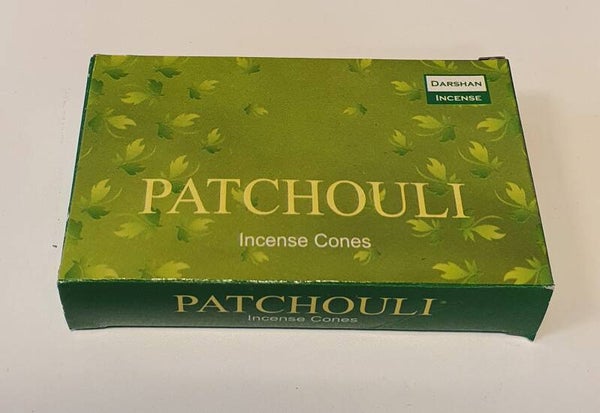 DARSHAN
INCENSE
PATCHOULI
Incense Cones
PATCHOULI
Incense Cones